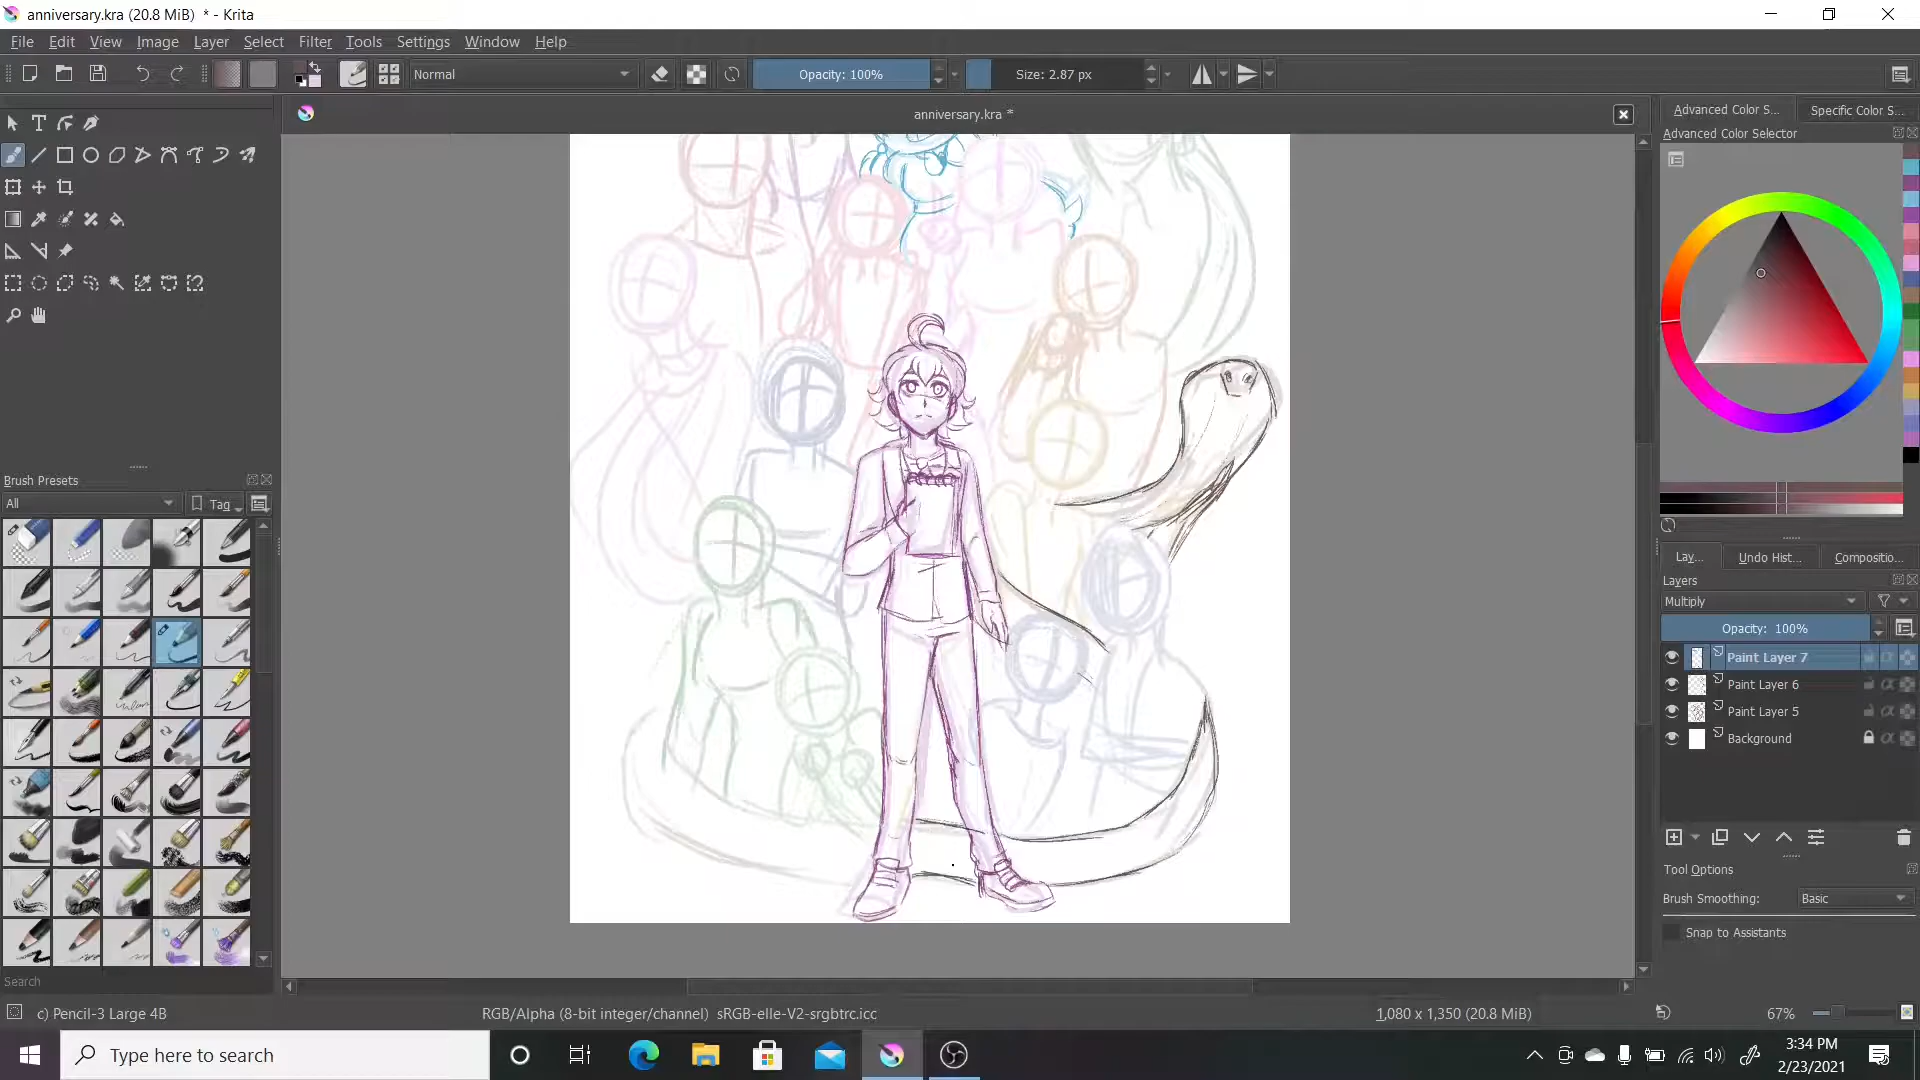 anniversary.kra (20.8 MiB) * - Krita
File Edit View Image Layer Select Filter Tools Settings Window Help
Normal
Opacity: 100%
Size: 2.87 px
anniversary.kra *
Advanced Color S...
Specific Color S...
Advanced Color Selector
Brush Presets
All
Tag
Lay...
Undo Hist...
Compositio...
Layers
Multiply
Opacity: 100%
Paint Layer 7
Paint Layer 6
Paint Layer 5
Background
Tool Options
Brush Smoothing:
Basic
Snap to Assistants
Search
c) Pencil-3 Large 4B
RGB/Alpha (8-bit integer/channel) sRGB-elle-V2-srgbtrc.icc
1,080 x 1,350 (20.8 MiB)
67%
Type here to search
3:34 PM
2/23/2021